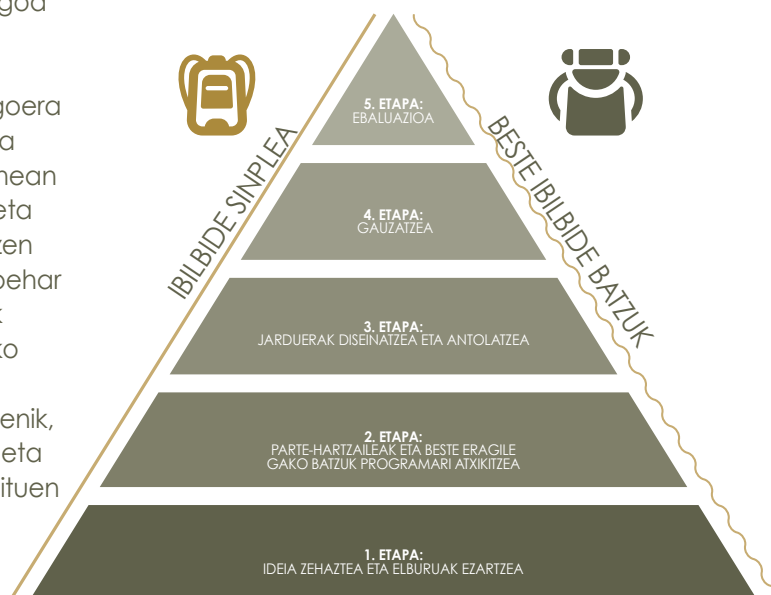 goera
a
nean
eta
zen
behar
k
ko
enik,
eta
ituen
IBILBIDE SINPLEA
BESTE IBILBIDE BATZUK
5. ETAPA:
EBALUAZIOA
4. ETAPA:
GAUZATZEA
3. ETAPA:
JARDUERAK DISEINATZEA ETA ANTOLATZEA
2. ETAPA:
PARTE-HARTZAILEAK ETA BESTE ERAGILE
GAKO BATZUK PROGRAMARI ATXIKITZEA
1. ETAPA:
IDEIA ZEHAZTEA ETA ELBURUAK EZARTZEA